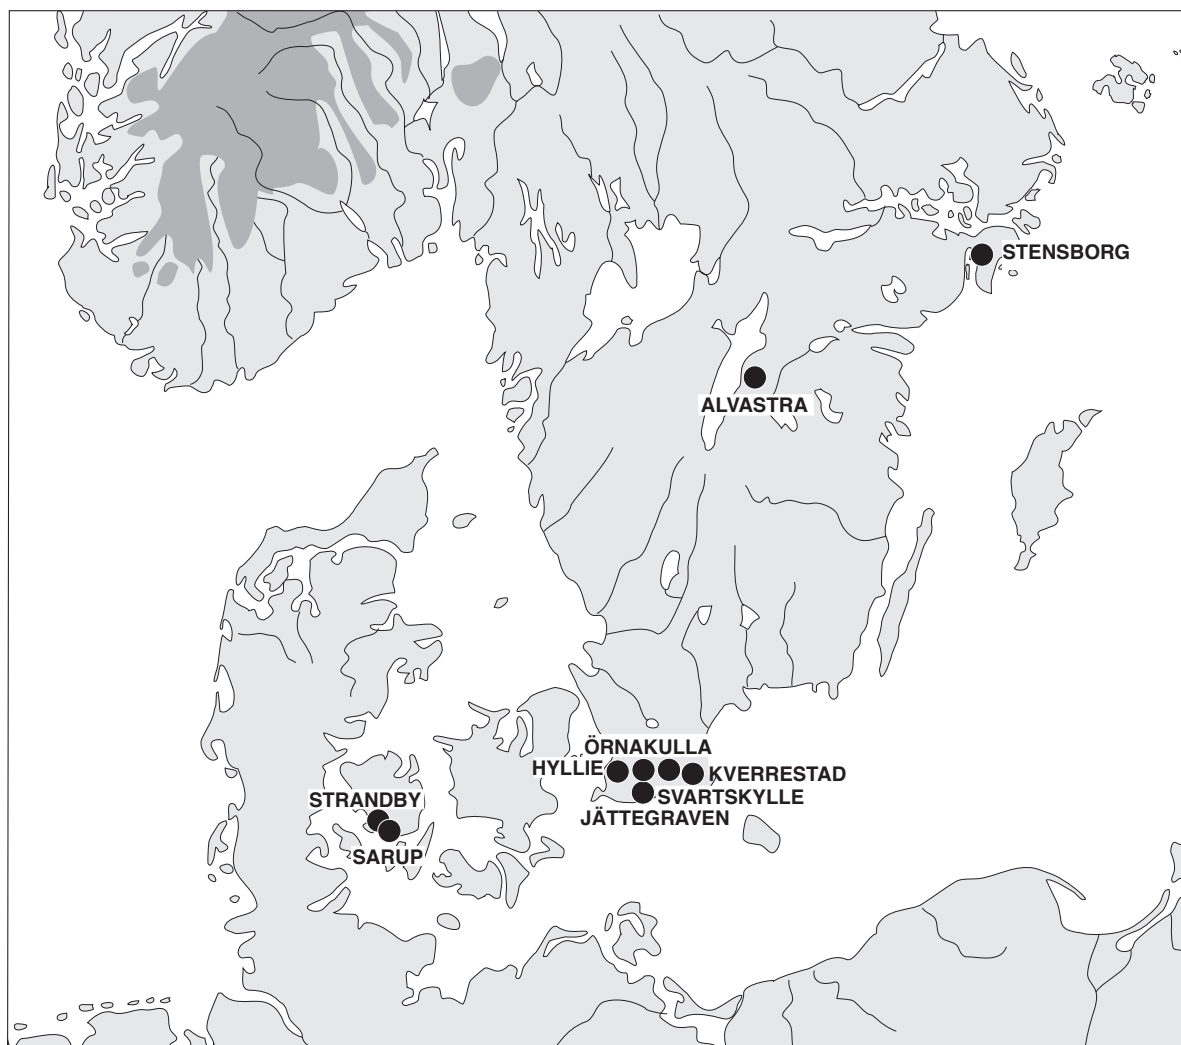 STENSBORG
ALVASTRA
ÖRNAKULLA
HYLLIE
KVERRESTAD
SVARTSKYLLE
JÄTTEGRAVEN
STRANDBY
SARUP